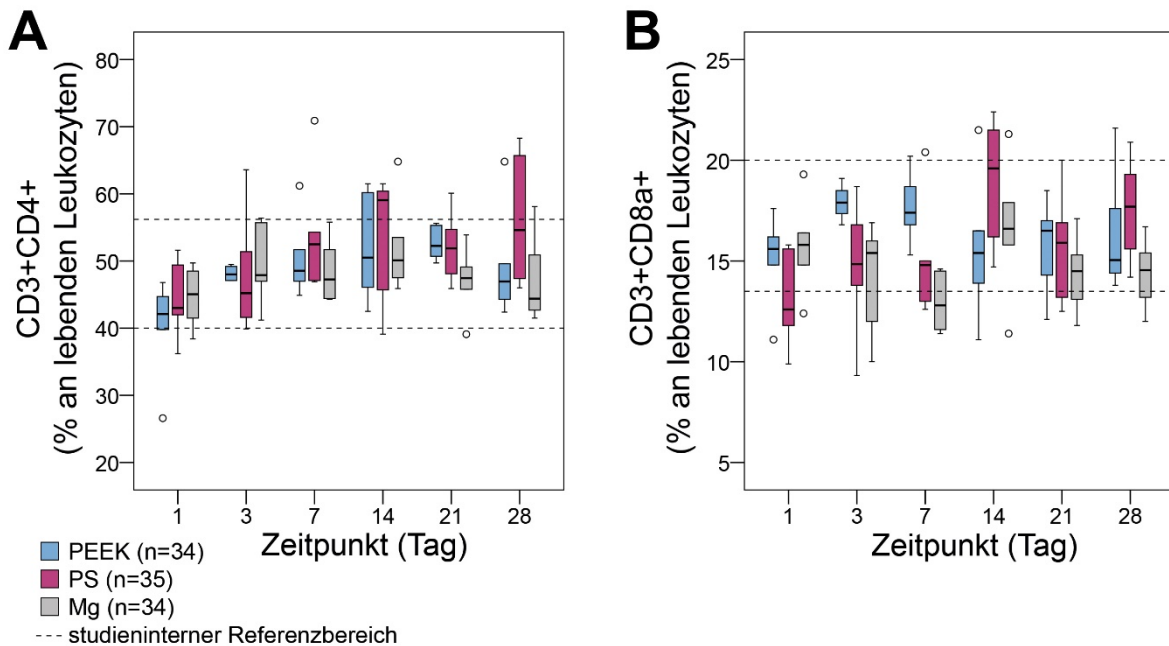 A
CD3+CD4+
(% an lebenden Leukozyten)
80
70
60
50
40
30
20
1 3 7 14 21 28
Zeitpunkt (Tag)
B
CD3+CD8a+
(% an lebenden Leukozyten)
25
20
15
10
5
1 3 7 14 21 28
Zeitpunkt (Tag)
PEEK (n=34)
PS (n=35)
Mg (n=34)
studieninterner Referenzbereich